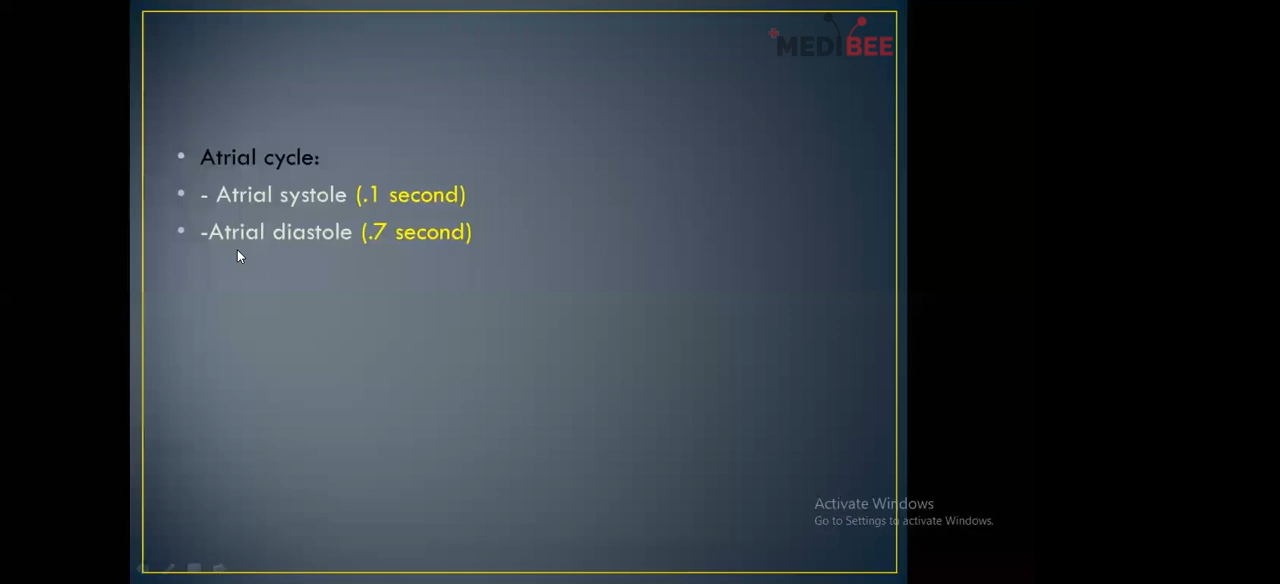 MEDIBEE
• Atrial cycle:
• - Atrial systole (.1 second)
• -Atrial diastole (.7 second)
Activate Windows
Go to Settings to activate Windows.